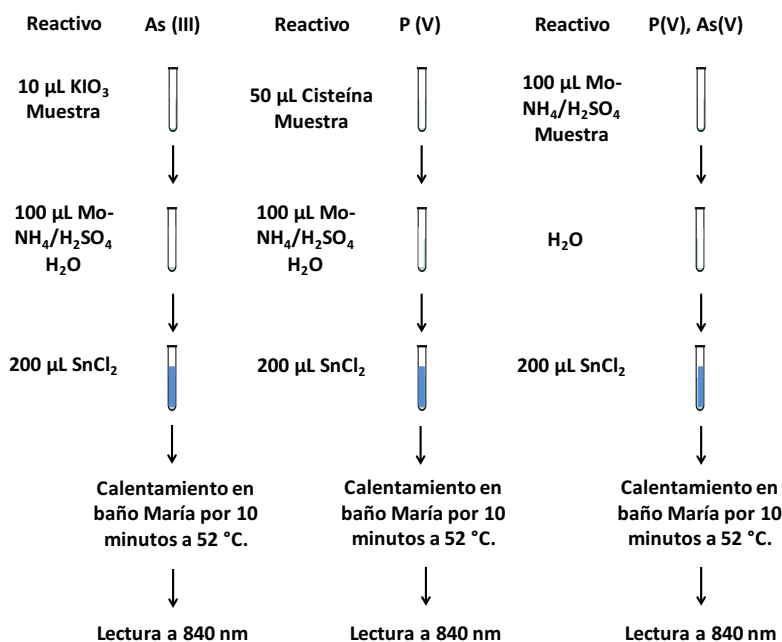 Reactivo As (III) Reactivo P (V) Reactivo P(V), As(V)
10 µL KIO₃
Muestra
50 µL Cisteína
Muestra
100 µL Mo-
NH₄/H₂SO₄
Muestra
100 µL Mo-
NH₄/H₂SO₄
H₂O
100 µL Mo-
NH₄/H₂SO₄
H₂O
H₂O
200 µL SnCl₂
200 µL SnCl₂
200 µL SnCl₂
Calentamiento en
baño María por 10
minutos a 52 °C.
Calentamiento en
baño María por 10
minutos a 52 °C.
Calentamiento en
baño María por 10
minutos a 52 °C.
Lectura a 840 nm
Lectura a 840 nm
Lectura a 840 nm